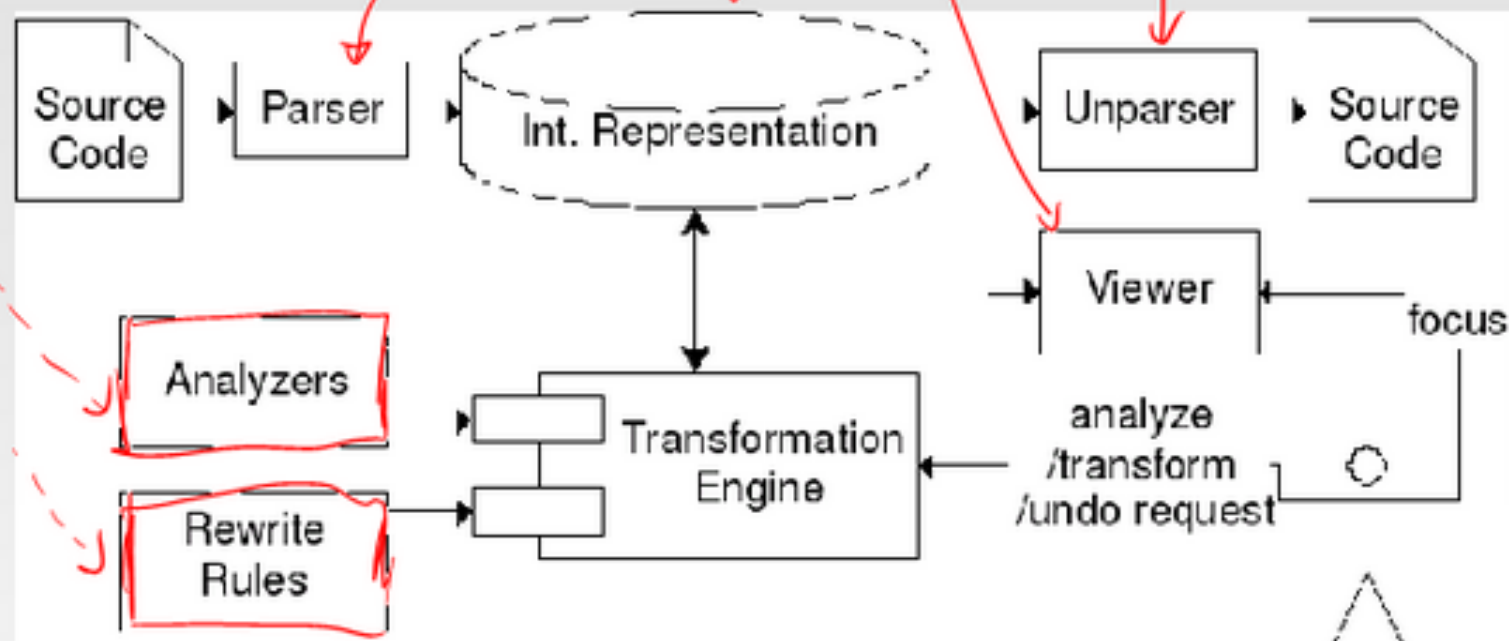 Source
Code
Parser
Int. Representation
Unparser
Source
Code
Viewer
focus
Analyzers
analyze
/transform
/undo request
Transformation
Engine
Rewrite
Rules